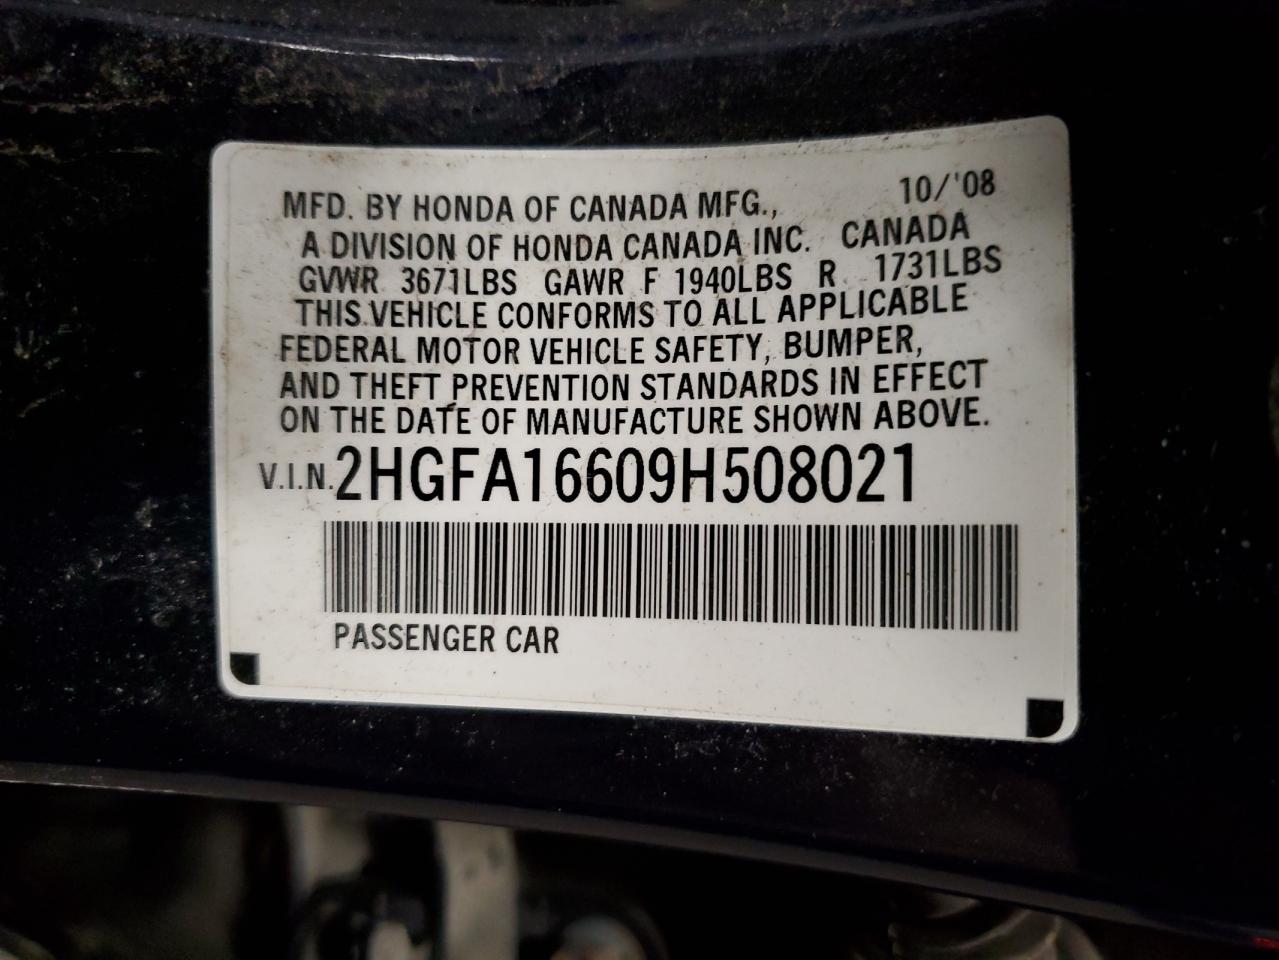 MFD. BY HONDA OF CANADA MFG., 10/'08
A DIVISION OF HONDA CANADA INC. CANADA
GVWR 3671LBS GAWR F 1940LBS R 1731LBS
THIS VEHICLE CONFORMS TO ALL APPLICABLE
FEDERAL MOTOR VEHICLE SAFETY, BUMPER,
AND THEFT PREVENTION STANDARDS IN EFFECT
ON THE DATE OF MANUFACTURE SHOWN ABOVE.
V.I.N. 2HGFA16609H508021
PASSENGER CAR